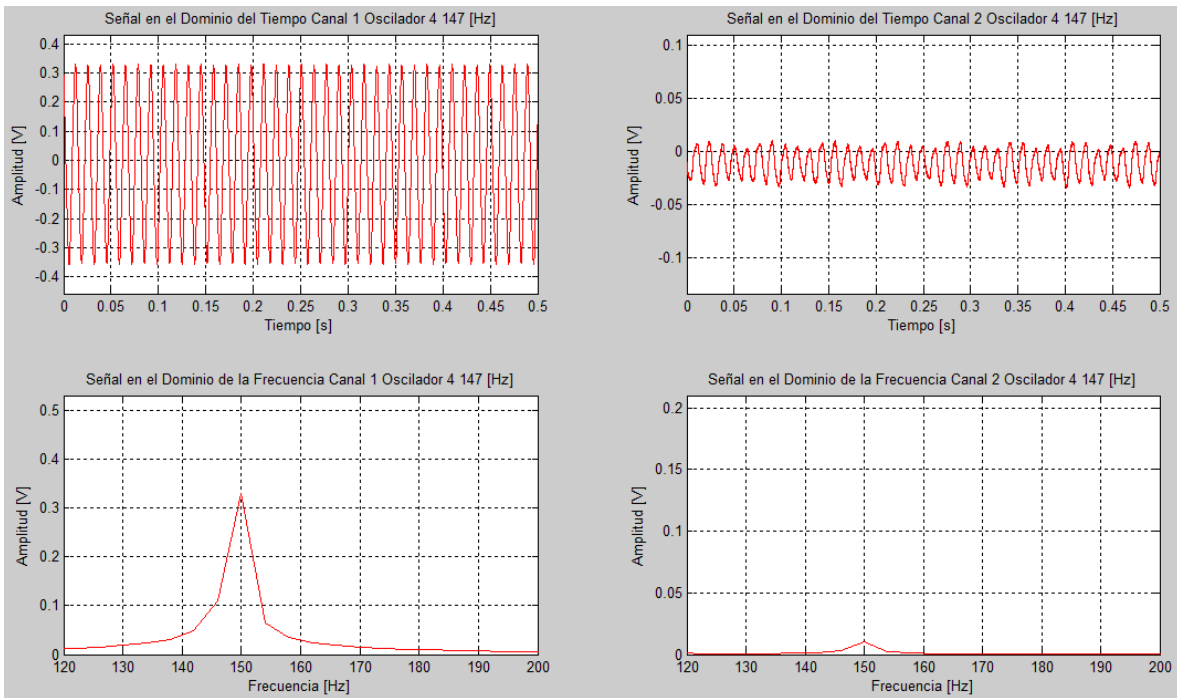 Señal en el Dominio del Tiempo Canal 1 Oscilador 4 147 [Hz]
0.4
0.3
0.2
0.1
0
-0.1
-0.2
-0.3
-0.4
Amplitud [V]
0 0.05 0.1 0.15 0.2 0.25 0.3 0.35 0.4 0.45 0.5
Tiempo [s]
Señal en el Dominio del Tiempo Canal 2 Oscilador 4 147 [Hz]
0.1
0.05
0
-0.05
-0.1
Amplitud [V]
0 0.05 0.1 0.15 0.2 0.25 0.3 0.35 0.4 0.45 0.5
Tiempo [s]
Señal en el Dominio de la Frecuencia Canal 1 Oscilador 4 147 [Hz]
0.5
0.4
0.3
0.2
0.1
0
Amplitud [V]
120 130 140 150 160 170 180 190 200
Frecuencia [Hz]
Señal en el Dominio de la Frecuencia Canal 2 Oscilador 4 147 [Hz]
0.2
0.15
0.1
0.05
0
Amplitud [V]
120 130 140 150 160 170 180 190 200
Frecuencia [Hz]